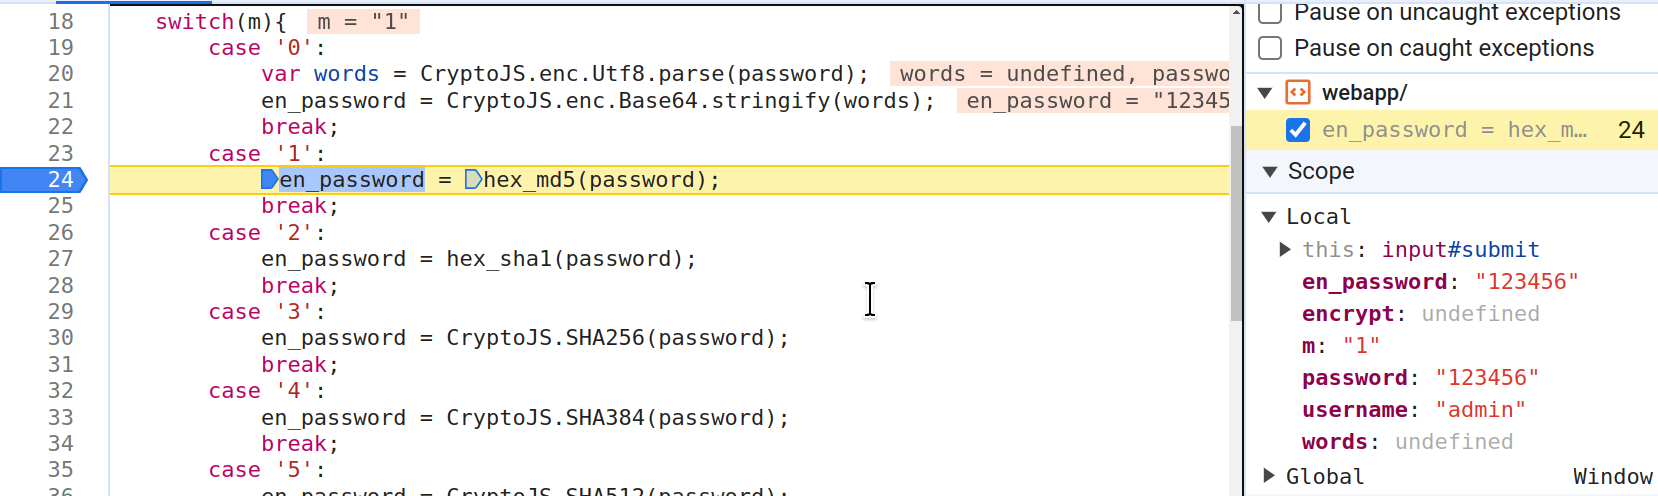 18 switch(m){ m = "1"
19 case '0':
20 var words = CryptoJS.enc.Utf8.parse(password); words = undefined, passwo
21 en_password = CryptoJS.enc.Base64.stringify(words); en_password = "12345
22 break;
23 case '1':
24 en_password = hex_md5(password);
25 break;
26 case '2':
27 en_password = hex_sha1(password);
28 break;
29 case '3':
30 en_password = CryptoJS.SHA256(password);
31 break;
32 case '4':
33 en_password = CryptoJS.SHA384(password);
34 break;
35 case '5':
36 en_password = CryptoJS.SHA512(password);
Pause on uncaught exceptions
Pause on caught exceptions
webapp/
en_password = hex_m… 24
Scope
Local
this: input#submit
en_password: "123456"
encrypt: undefined
m: "1"
password: "123456"
username: "admin"
words: undefined
Global Window